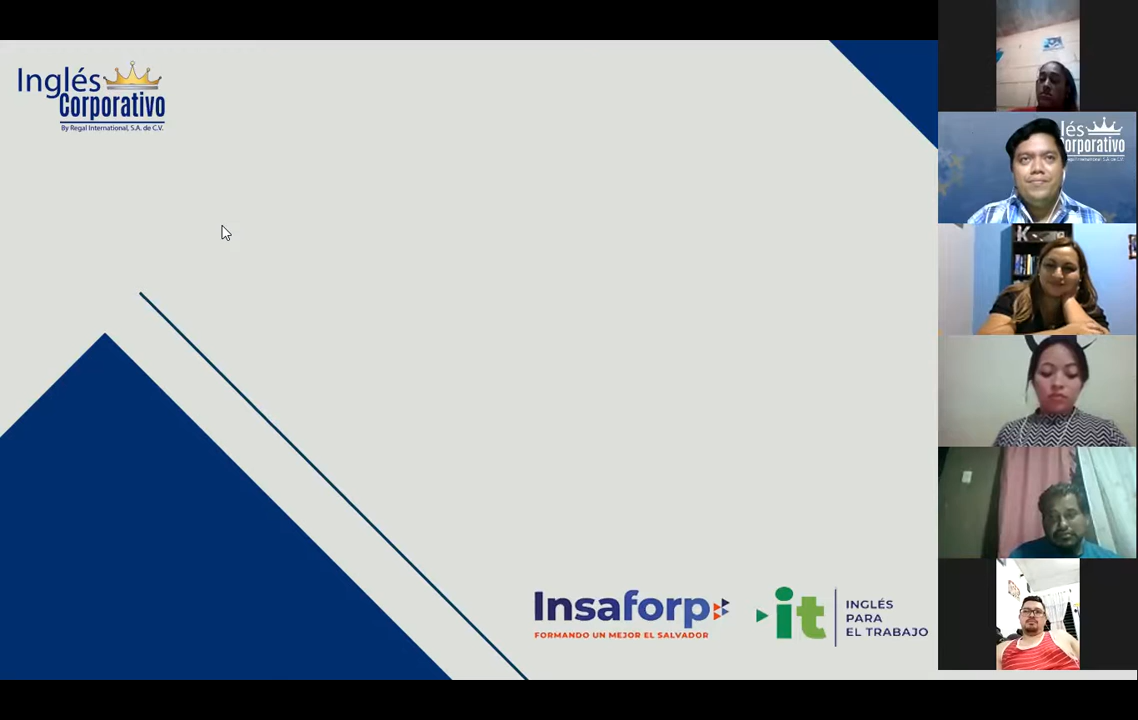 Inglés
Corporativo
By Regal International, S.A. de C.V.
lés
orporativo
Insaforp
FORMANDO UN MEJOR EL SALVADOR
it
INGLÉS
PARA
EL TRABAJO